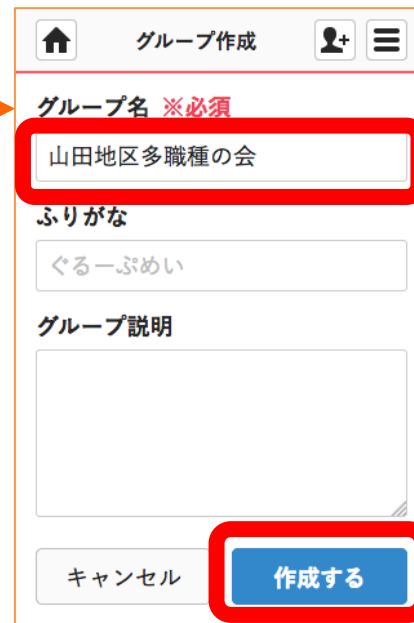 グループ作成
グループ名 ※必須
山田地区多職種の会
ふりがな
ぐるーぷめい
グループ説明
キャンセル
作成する